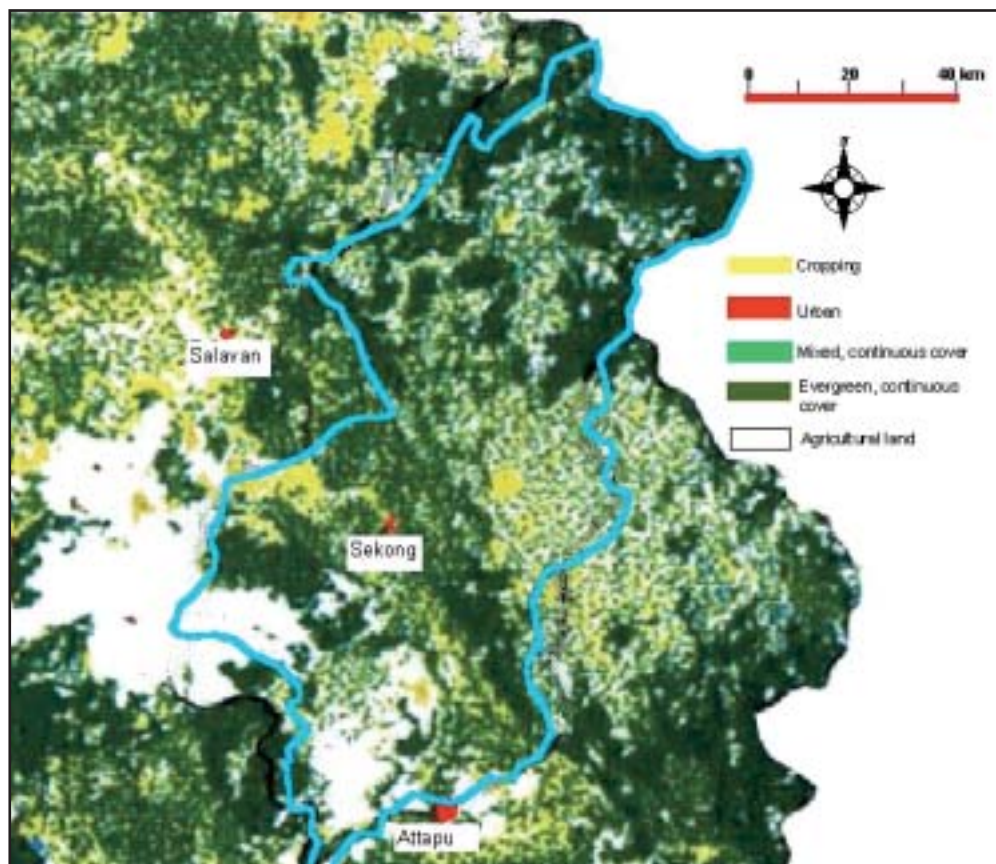 0 20 40 km
Cropping
Urban
Mixed, continuous cover
Evergreen, continuous
cover
Agricultural land
Salavan
Sekong
Attapu